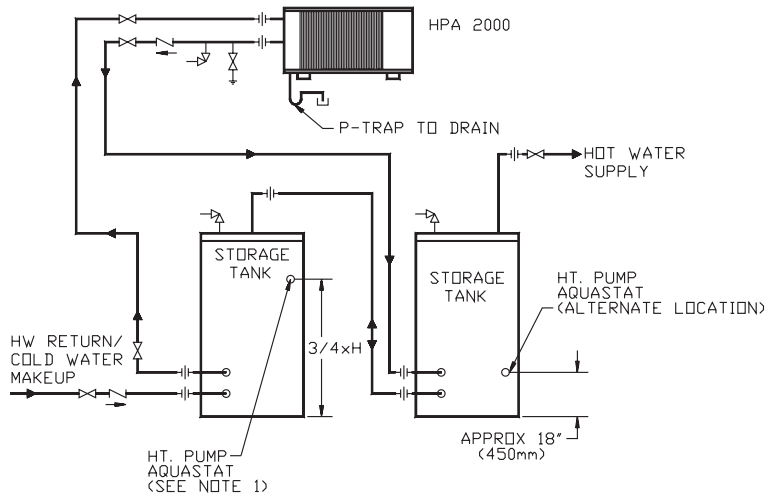 HPA 2000
P-TRAP TO DRAIN
HOT WATER
SUPPLY
STORAGE
TANK
STORAGE
TANK
HT. PUMP
AQUASTAT
(ALTERNATE LOCATION)
HW RETURN/
COLD WATER
MAKEUP
3/4xH
APPROX 18"
(450mm)
HT. PUMP
AQUASTAT
(SEE NOTE 1)